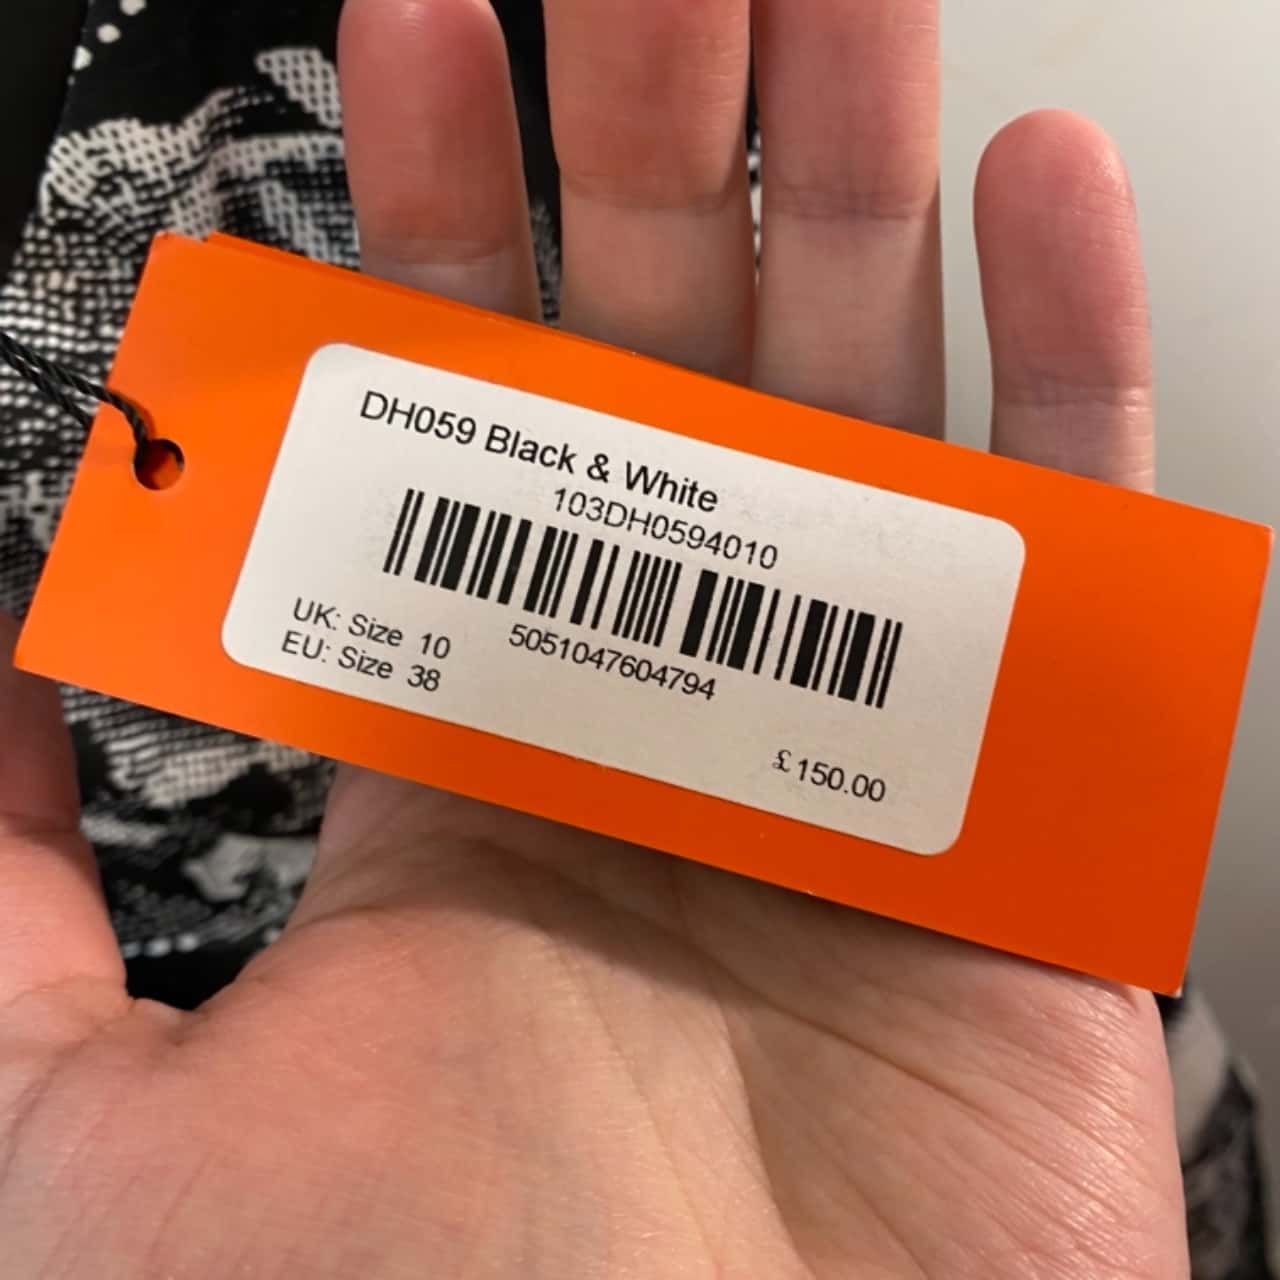 DH059 Black & White
103DH0594010
5051047604794
UK: Size 10
EU: Size 38
£150.00